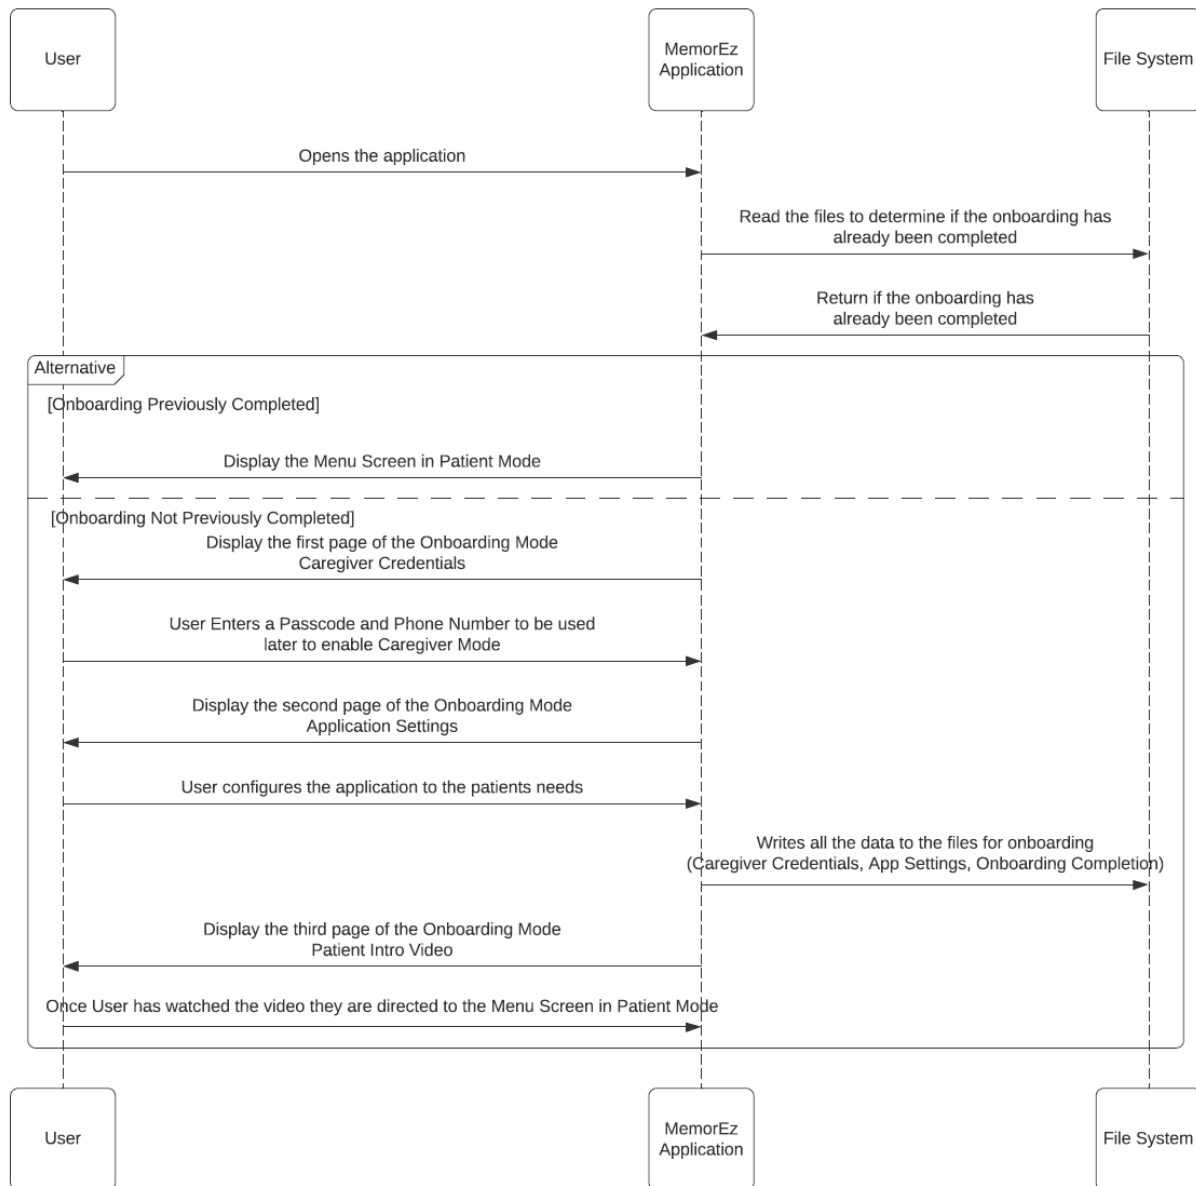 User
MemorEz
Application
File System
Opens the application
Read the files to determine if the onboarding has
already been completed
Return if the onboarding has
already been completed
Alternative
[Onboarding Previously Completed]
Display the Menu Screen in Patient Mode
[Onboarding Not Previously Completed]
Display the first page of the Onboarding Mode
Caregiver Credentials
User Enters a Passcode and Phone Number to be used
later to enable Caregiver Mode
Display the second page of the Onboarding Mode
Application Settings
User configures the application to the patients needs
Writes all the data to the files for onboarding
(Caregiver Credentials, App Settings, Onboarding Completion)
Display the third page of the Onboarding Mode
Patient Intro Video
Once User has watched the video they are directed to the Menu Screen in Patient Mode
User
MemorEz
Application
File System